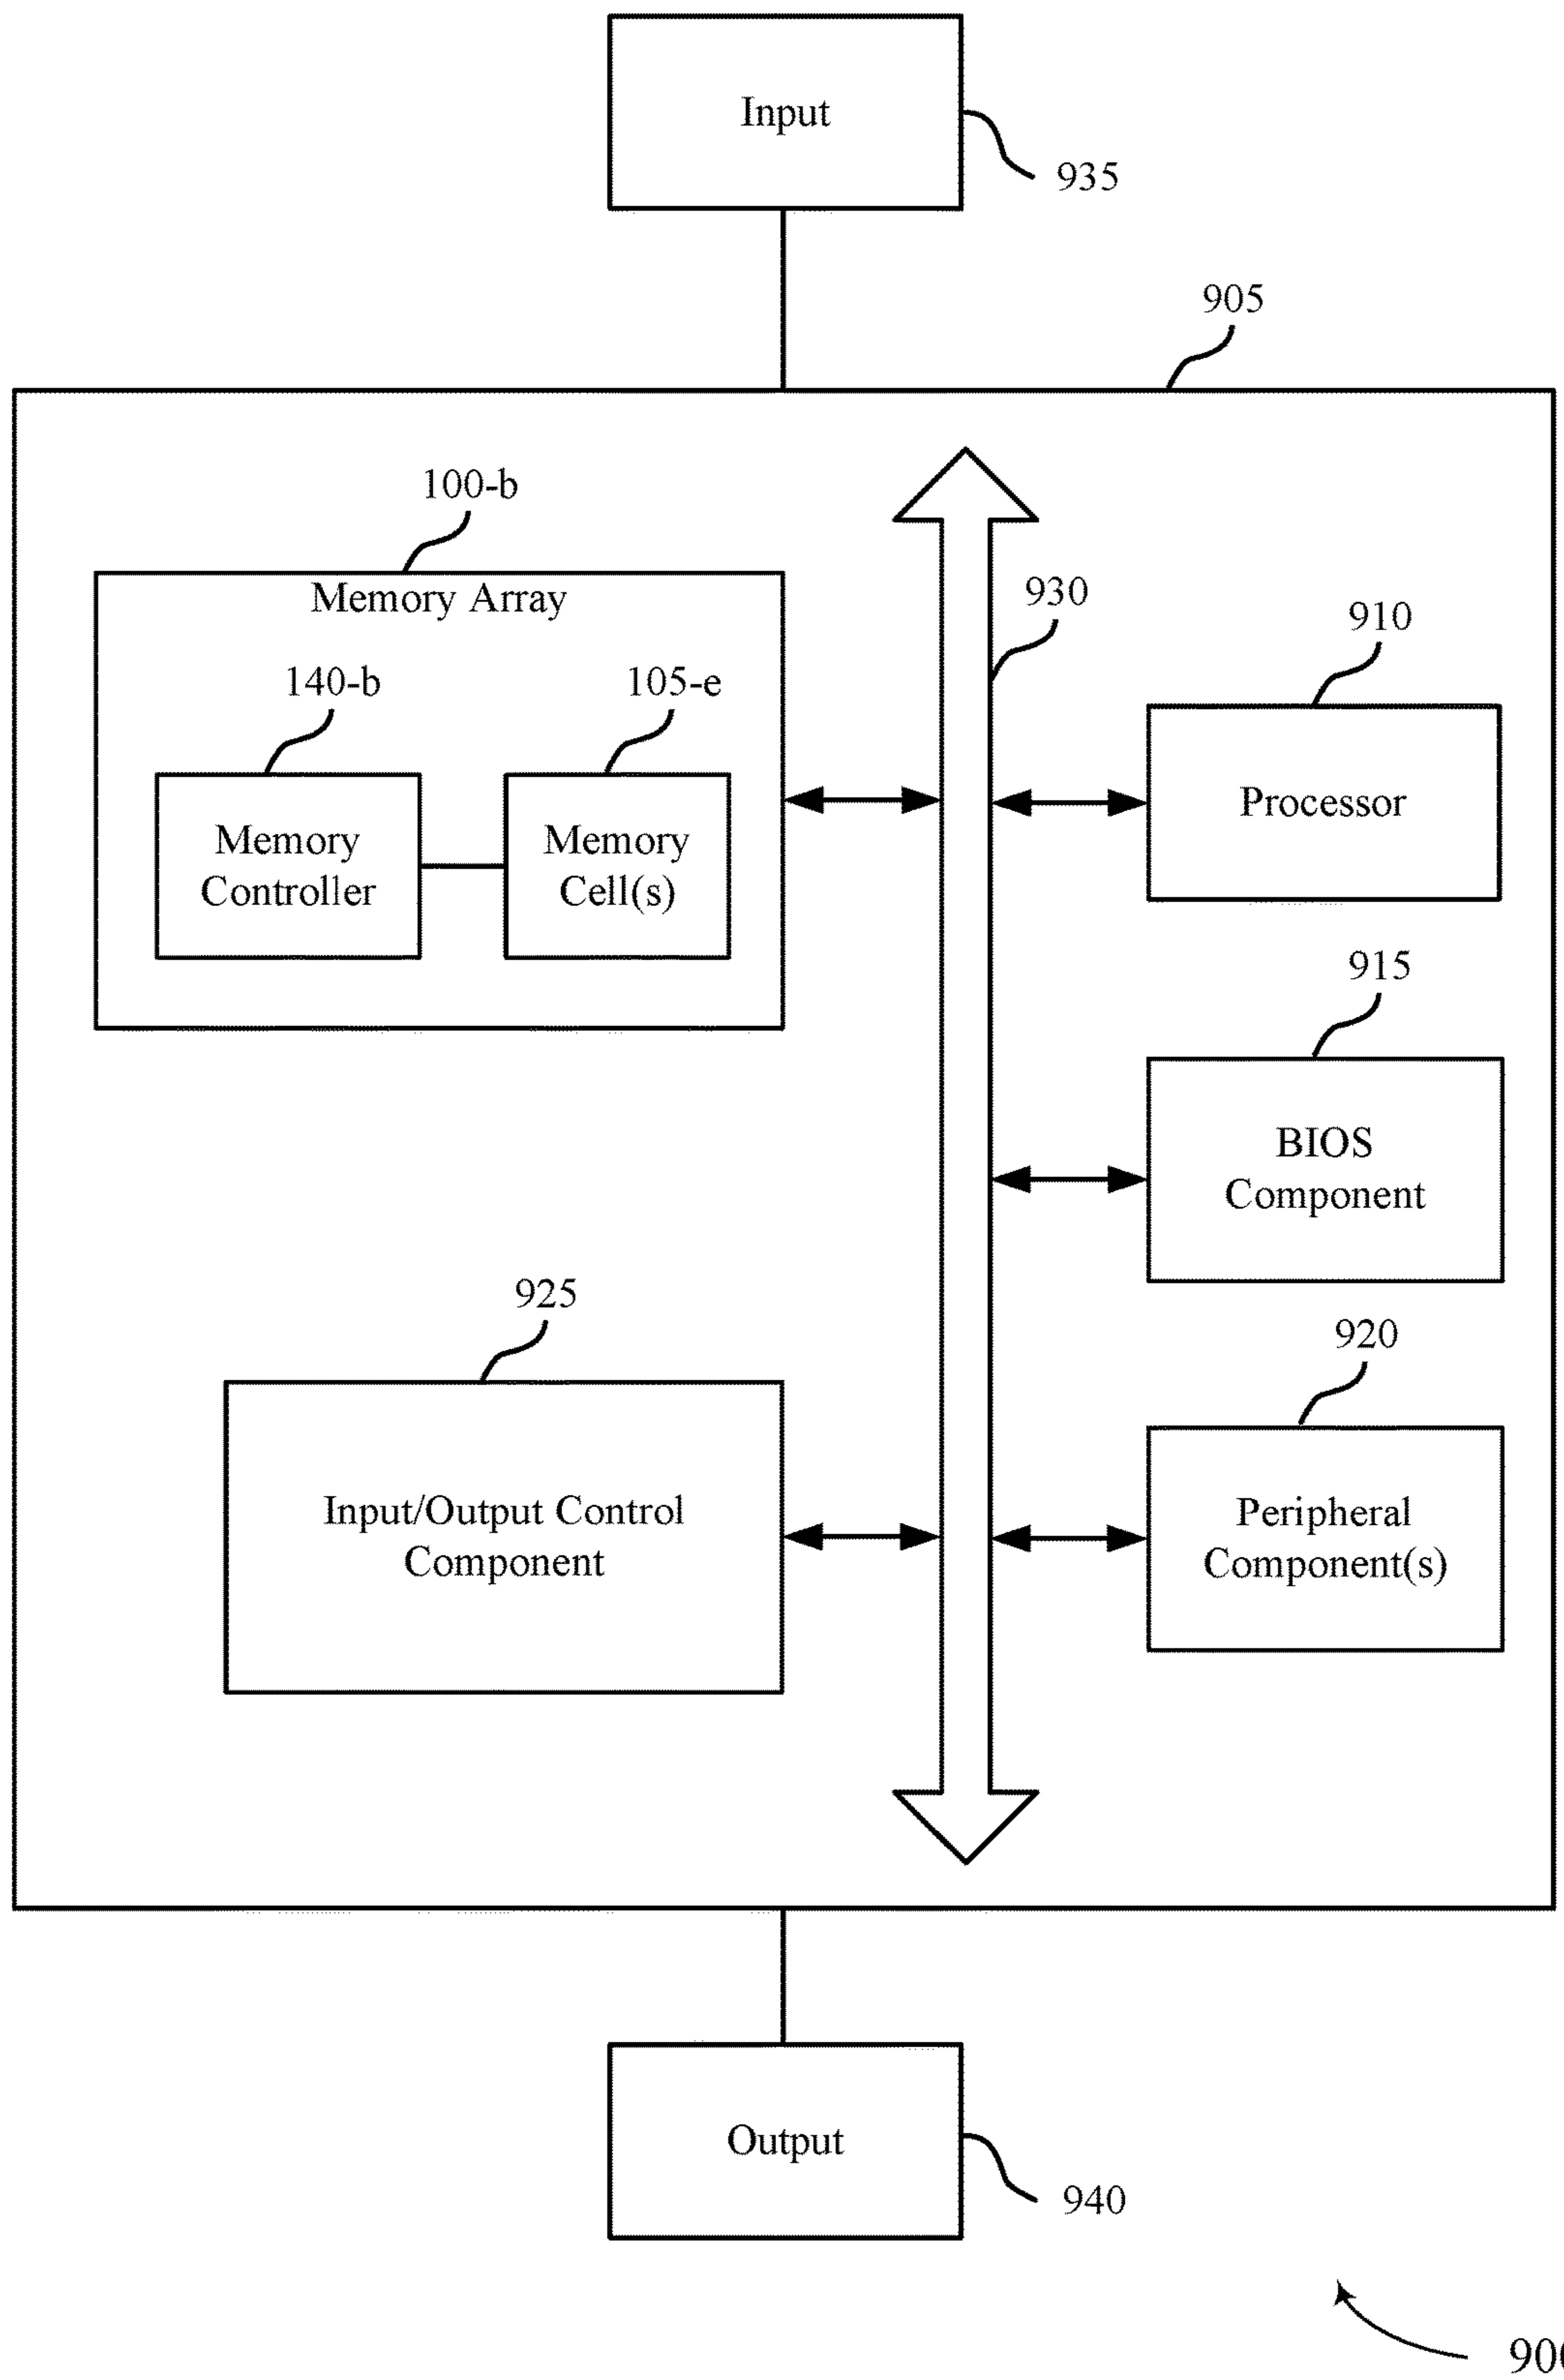 Input
935
905
100-b
Memory Array
930
910
140-b
105-e
Processor
Memory
Controller
Memory
Cell(s)
915
BIOS
Component
925
920
Input/Output Control
Component
Peripheral
Component(s)
Output
940